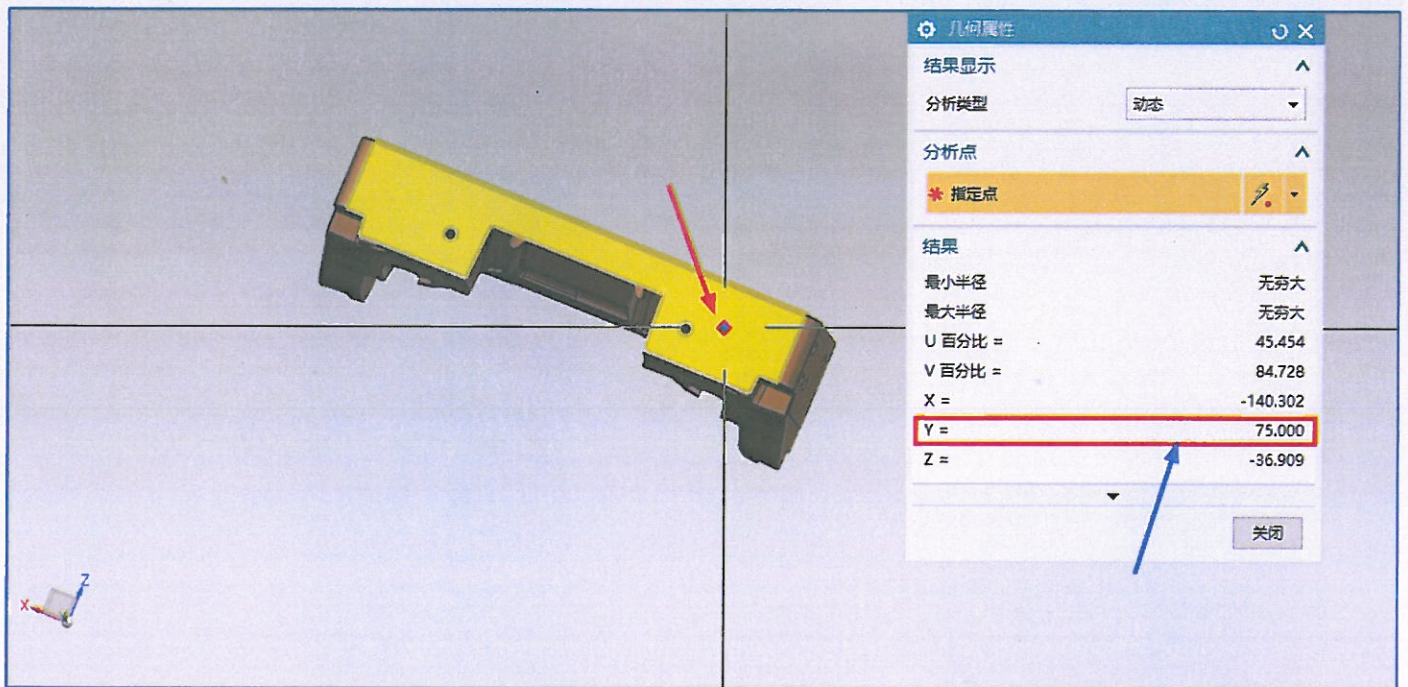 几何属性
结果显示
分析类型 动态
分析点
* 指定点
结果
最小半径 无穷大
最大半径 无穷大
U 百分比 = 45.454
V 百分比 = 84.728
X = -140.302
Y = 75.000
Z = -36.909
关闭
Z
X